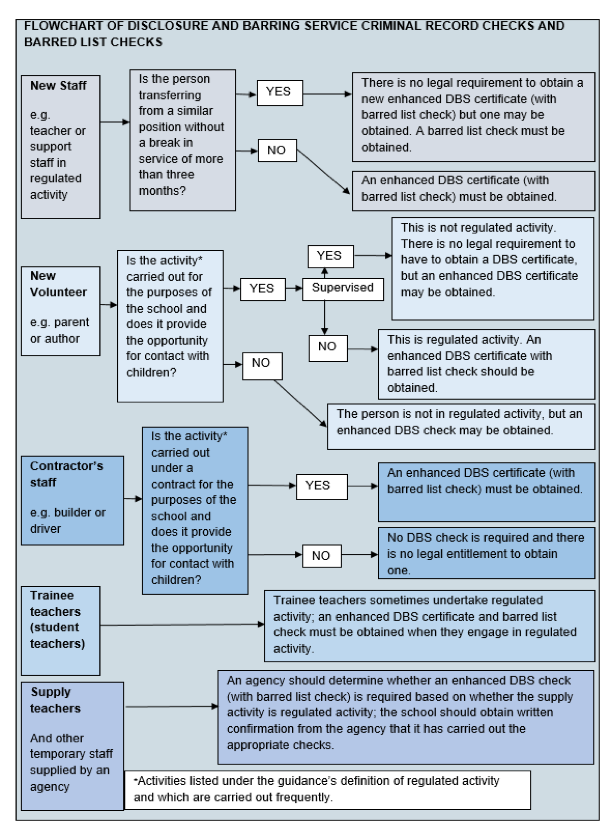 FLOWCHART OF DISCLOSURE AND BARRING SERVICE CRIMINAL RECORD CHECKS AND
BARRED LIST CHECKS
New Staff
e.g.
teacher or
support
staff in
regulated
activity
Is the person
transferring
from a similar
position without
a break in
service of more
than three
months?
YES
There is no legal requirement to obtain a
new enhanced DBS certificate (with
barred list check) but one may be
obtained. A barred list check must be
obtained.
NO
An enhanced DBS certificate (with
barred list check) must be obtained.
New
Volunteer
e.g. parent
or author
Is the activity*
carried out for
the purposes of
the school and
does it provide
the opportunity
for contact with
children?
YES
Supervised
YES
This is not regulated activity.
There is no legal requirement to
have to obtain a DBS certificate,
but an enhanced DBS certificate
may be obtained.
NO
This is regulated activity. An
enhanced DBS certificate with
barred list check should be
obtained.
NO
The person is not in regulated activity, but an
enhanced DBS check may be obtained.
Contractor's
staff
e.g. builder or
driver
Is the activity*
carried out
under a
contract for the
purposes of the
school and
does it provide
the opportunity
for contact with
children?
YES
An enhanced DBS certificate (with
barred list check) must be obtained.
NO
No DBS check is required and there
is no legal entitlement to obtain
one.
Trainee
teachers
(student
teachers)
Trainee teachers sometimes undertake regulated
activity; an enhanced DBS certificate and barred list
check must be obtained when they engage in regulated
activity.
Supply
teachers
And other
temporary staff
supplied by an
agency
An agency should determine whether an enhanced DBS check
(with barred list check) is required based on whether the supply
activity is regulated activity; the school should obtain written
confirmation from the agency that it has carried out the
appropriate checks.
*Activities listed under the guidance's definition of regulated activity
and which are carried out frequently.